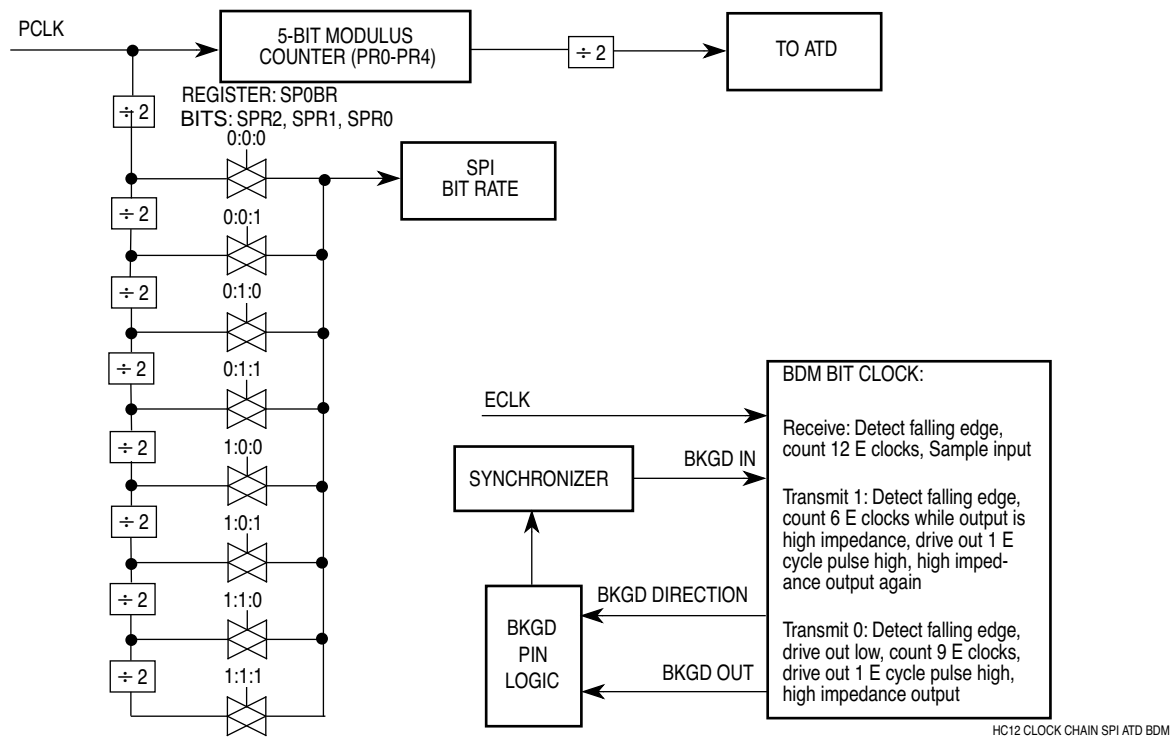 PCLK
5-BIT MODULUS
COUNTER (PR0-PR4)
÷ 2
TO ATD
÷ 2
REGISTER: SP0BR
BITS: SPR2, SPR1, SPR0
0:0:0
SPI
BIT RATE
÷ 2
0:0:1
÷ 2
0:1:0
÷ 2
0:1:1
÷ 2
1:0:0
÷ 2
1:0:1
÷ 2
1:1:0
÷ 2
1:1:1
ECLK
SYNCHRONIZER
BKGD IN
BKGD DIRECTION
BKGD
PIN
LOGIC
BKGD OUT
BDM BIT CLOCK:
Receive: Detect falling edge,
count 12 E clocks, Sample input
Transmit 1: Detect falling edge,
count 6 E clocks while output is
high impedance, drive out 1 E
cycle pulse high, high imped-
ance output again
Transmit 0: Detect falling edge,
drive out low, count 9 E clocks,
drive out 1 E cycle pulse high,
high impedance output
HC12 CLOCK CHAIN SPI ATD BDM